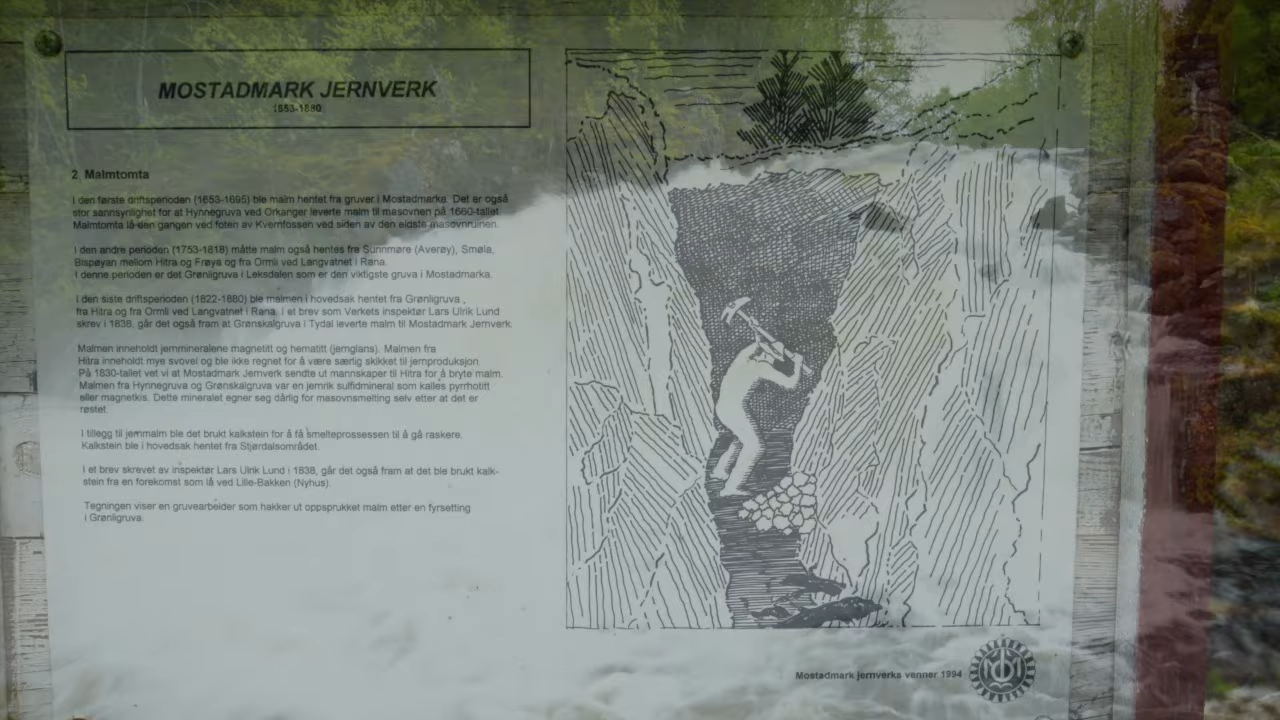 MOSTADMARK JERNVERK
1653-1880
2. Malmtomta
I den første driftsperioden (1653-1695) ble malm hentet fra gruver i Mostadmarka. Det er også
stor sannsynlighet for at Hynnegruva ved Orkanger leverte malm til masovnen på 1660-tallet.
Malmtomta lå den gangen ved foten av Kvernfossen ved siden av den eldste masovnruinen.
I den andre perioden (1753-1818) måtte malm også hentes fra Sunnmøre (Averøy), Smøla,
Bispøyan mellom Hitra og Frøya og fra Ormli ved Langvatnet i Rana.
I denne perioden er det Grønligruva i Leksdalen som er den viktigste gruva i Mostadmarka.
I den siste driftsperioden (1822-1880) ble malmen i hovedsak hentet fra Grønligruva ,
fra Hitra og fra Ormli ved Langvatnet i Rana. I et brev som Verkets inspektør Lars Ulrik Lund
skrev i 1838, går det også fram at Grønskalgruva i Tydal leverte malm til Mostadmark Jernverk.
Malmen inneholdt jernmineralene magnetitt og hematitt (jernglans). Malmen fra
Hitra inneholdt mye svovel og ble ikke regnet for å være særlig skikket til jernproduksjon.
På 1830-tallet vet vi at Mostadmark Jernverk sendte ut mannskaper til Hitra for å bryte malm.
Malmen fra Hynnegruva og Grønskalgruva var en jernrik sulfidmineral som kalles pyrrhotitt
eller magnetkis. Dette mineralet egner seg dårlig for masovnsmelting selv etter at det er
røstet.
I tillegg til jernmalm ble det brukt kalkstein for å få smelteprossessen til å gå raskere.
Kalkstein ble i hovedsak hentet fra Stjørdalsområdet.
I et brev skrevet av inspektør Lars Ulrik Lund i 1838, går det også fram at det ble brukt kalk-
stein fra en forekomst som lå ved Lille-Bakken (Nyhus).
Tegningen viser en gruvearbeider som hakker ut oppsprukket malm etter en fyrsetting
i Grønligruva.
Mostadmark jernverks venner 1994